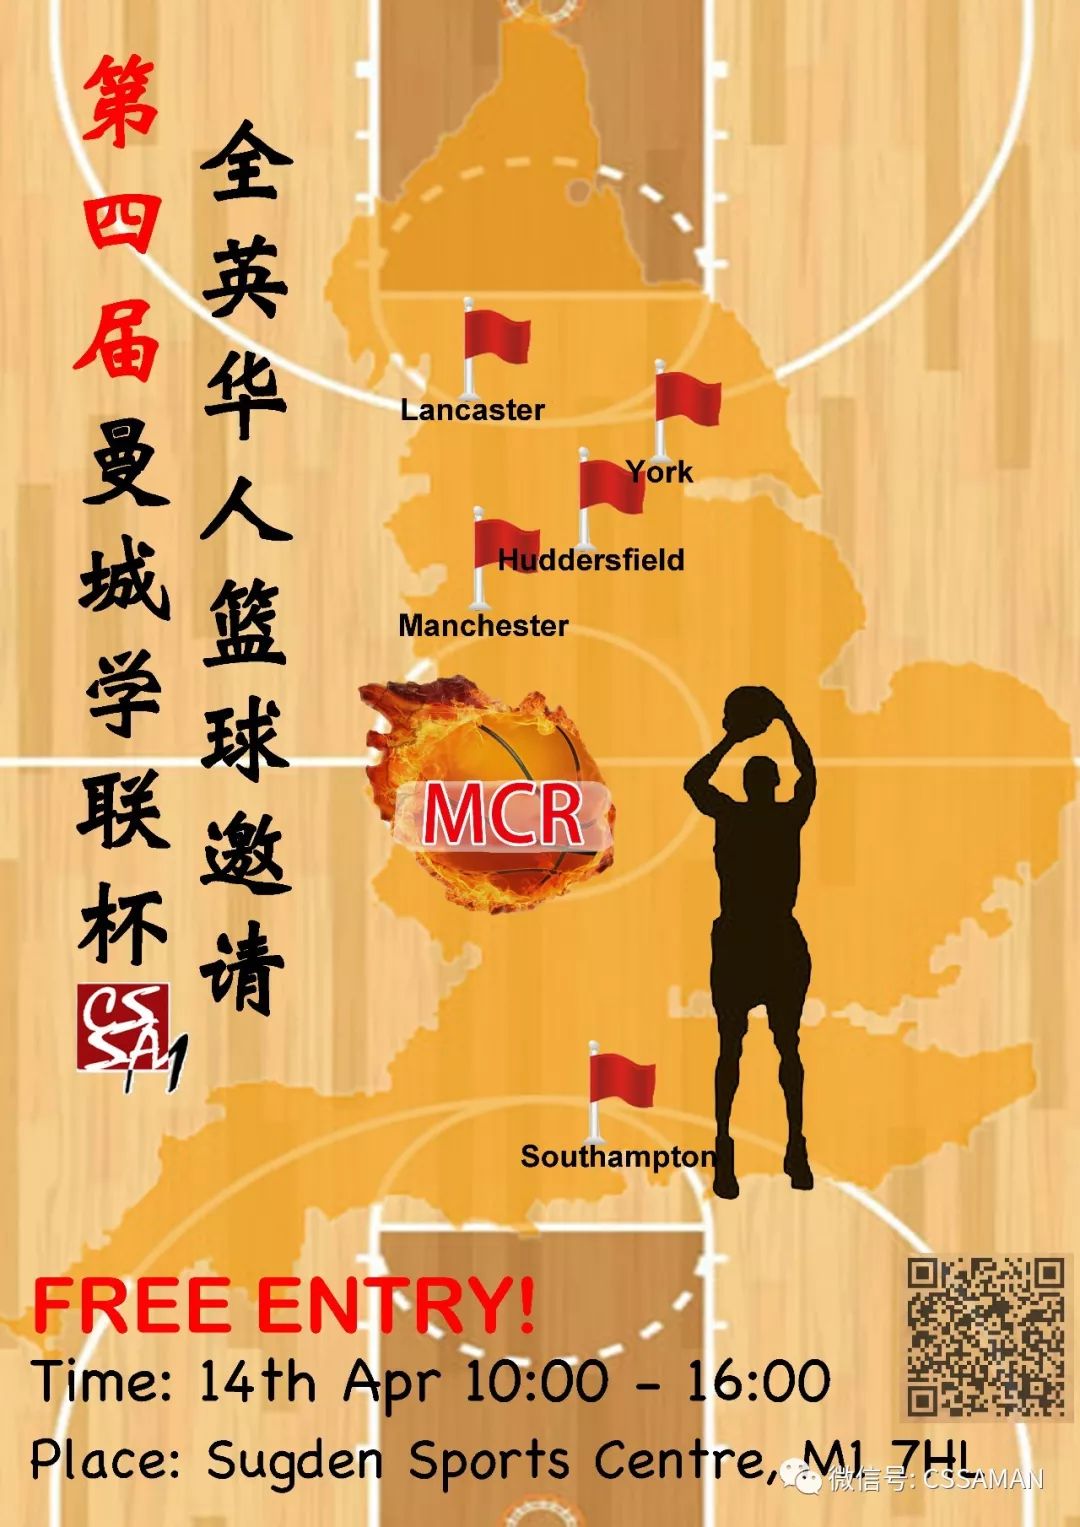 第四届曼城学联杯
全英华人篮球邀请
CSSAM
Lancaster
York
Huddersfield
Manchester
MCR
Southampton
FREE ENTRY!
Time: 14th Apr 10:00 - 16:00
Place: Sugden Sports Centre, M1 7HL
微信号: CSSAMAN